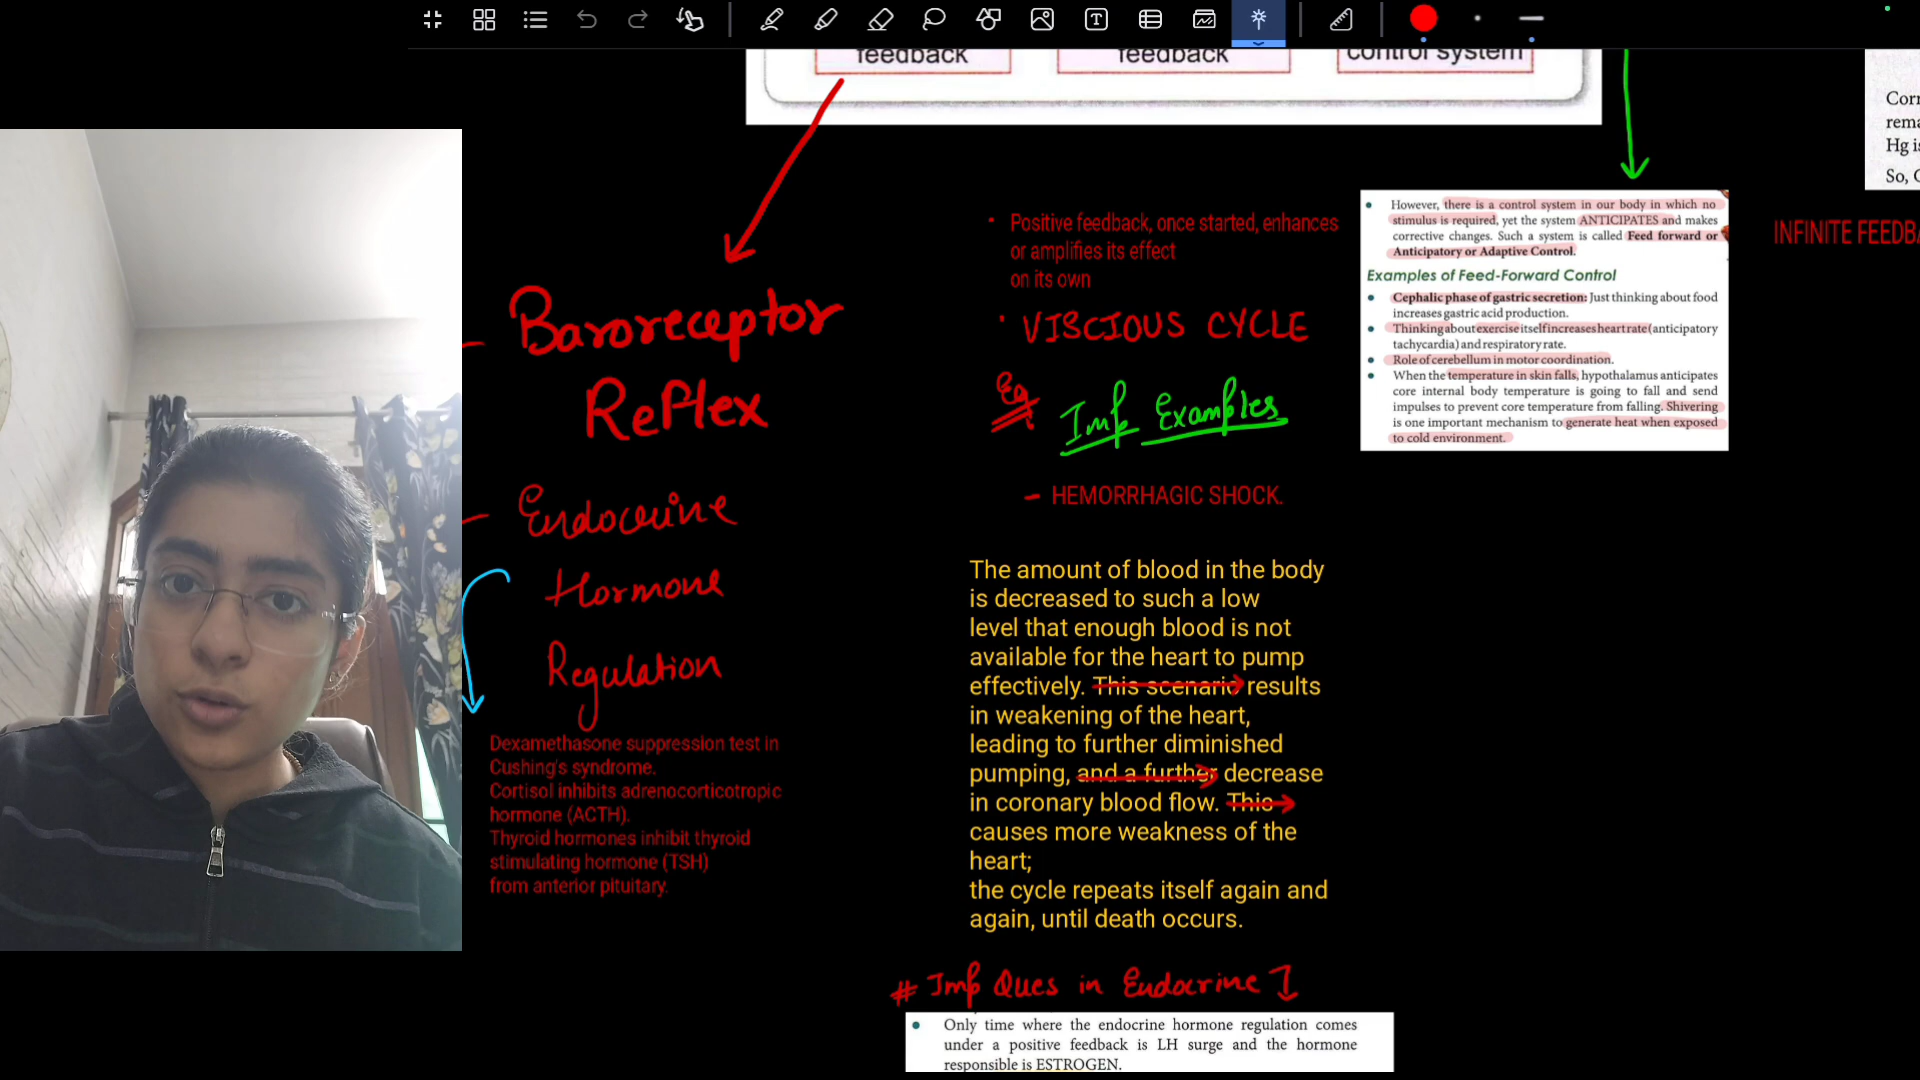 feedback
feedback
control system
Baroreceptor
Reflex
Endocrine
Hormone
Regulation
Dexamethasone suppression test in
Cushing's syndrome.
Cortisol inhibits adrenocorticotropic
hormone (ACTH).
Thyroid hormones inhibit thyroid
stimulating hormone (TSH)
from anterior pituitary.
Positive feedback, once started, enhances
or amplifies its effect
on its own
VISCIOUS CYCLE
Eg
Imp Examples
– HEMORRHAGIC SHOCK.
The amount of blood in the body
is decreased to such a low
level that enough blood is not
available for the heart to pump
effectively. This scenario results
in weakening of the heart,
leading to further diminished
pumping, and a further decrease
in coronary blood flow. This
causes more weakness of the
heart;
the cycle repeats itself again and
again, until death occurs.
# Imp Ques in Endocrine
• Only time where the endocrine hormone regulation comes
under a positive feedback is LH surge and the hormone
responsible is ESTROGEN.
• However, there is a control system in our body in which no
stimulus is required, yet the system ANTICIPATES and makes
corrective changes. Such a system is called Feed forward or
Anticipatory or Adaptive Control.
Examples of Feed-Forward Control
• Cephalic phase of gastric secretion: Just thinking about food
increases gastric acid production.
• Thinking about exercise itself increases heart rate (anticipatory
tachycardia) and respiratory rate.
• Role of cerebellum in motor coordination.
• When the temperature in skin falls, hypothalamus anticipates
core internal body temperature is going to fall and send
impulses to prevent core temperature from falling. Shivering
is one important mechanism to generate heat when exposed
to cold environment.
Hg is
So,
INFINITE